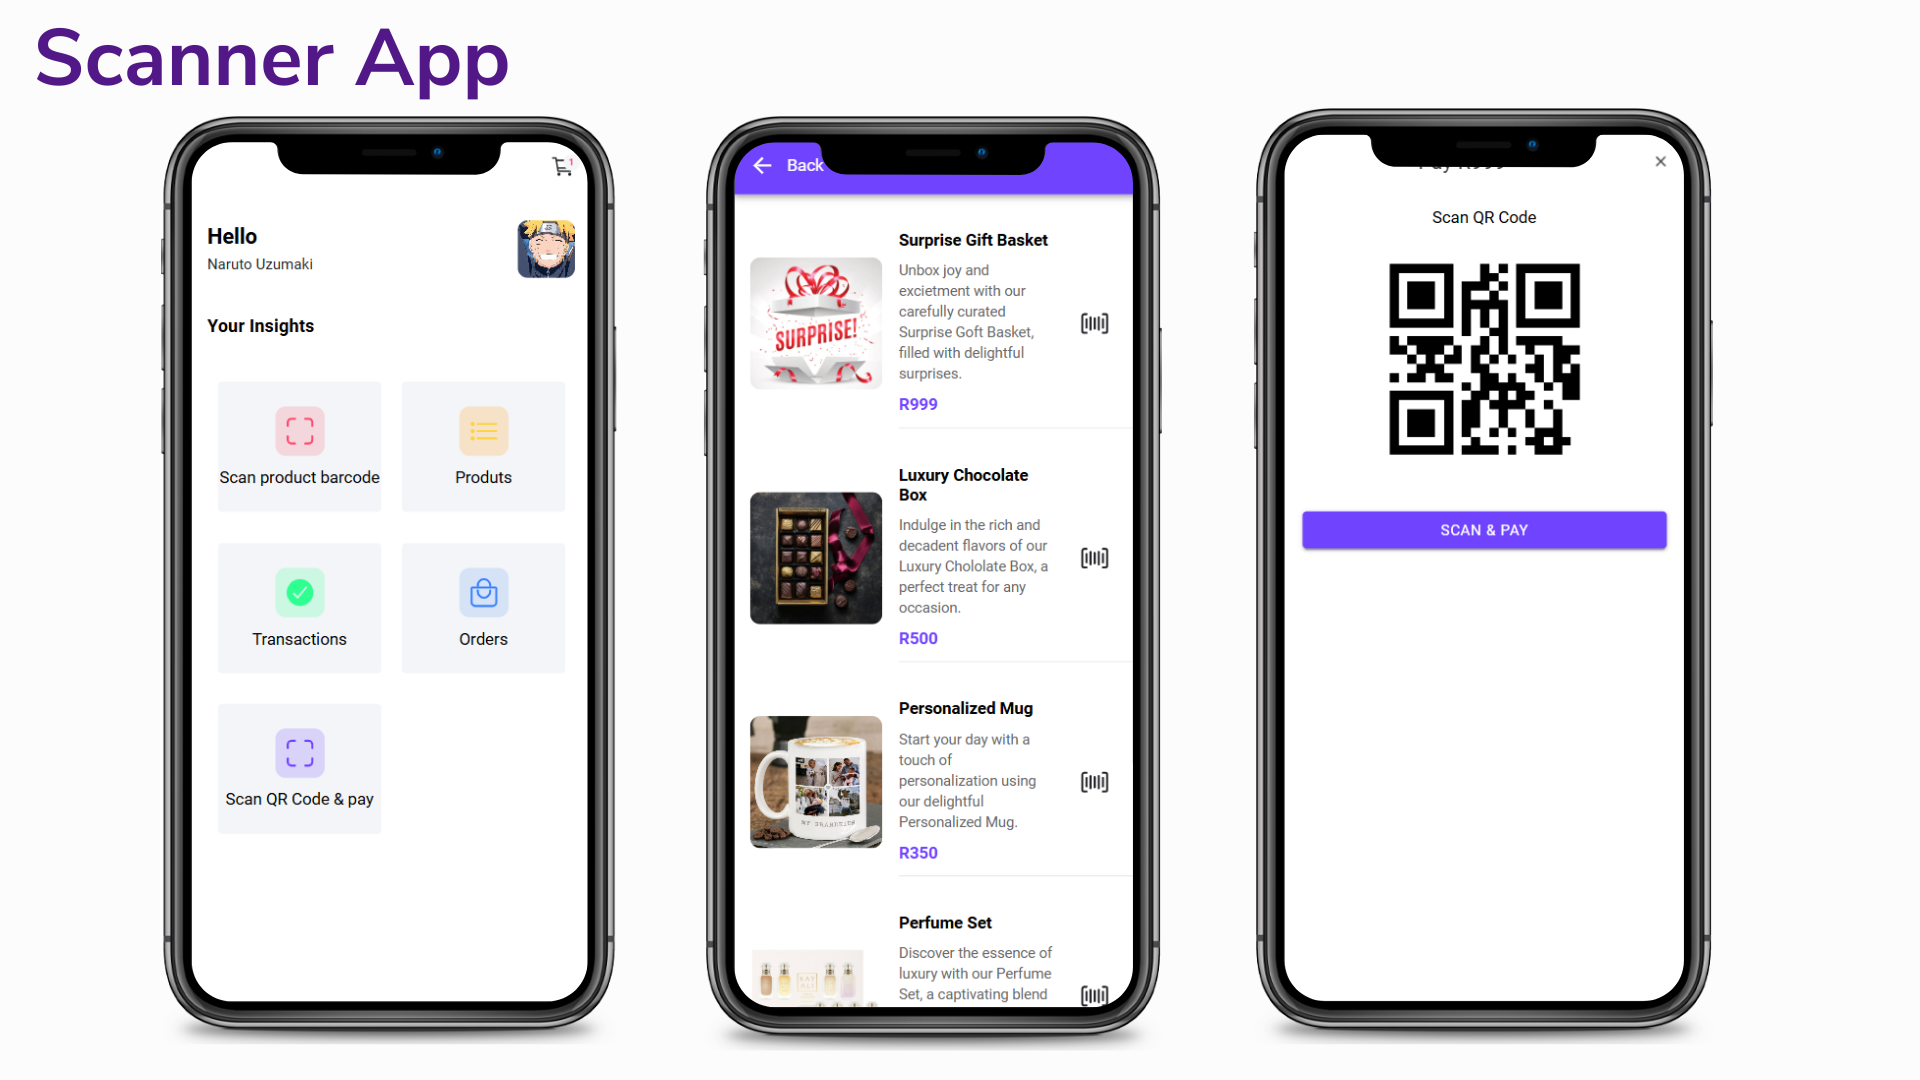 Scanner App
1
Hello
Naruto Uzumaki
Your Insights
Scan product barcode
Produts
Transactions
Orders
Scan QR Code & pay
Back
Surprise Gift Basket
Unbox joy and
excietment with our
carefully curated
Surprise Goft Basket,
filled with delightful
surprises.
R999
SURPRISE!
Luxury Chocolate
Box
Indulge in the rich and
decadent flavors of our
Luxury Chololate Box, a
perfect treat for any
occasion.
R500
Personalized Mug
Start your day with a
touch of
personalization using
our delightful
Personalized Mug.
R350
Perfume Set
Discover the essence of
luxury with our Perfume
Set, a captivating blend
Pay R999
Scan QR Code
SCAN & PAY